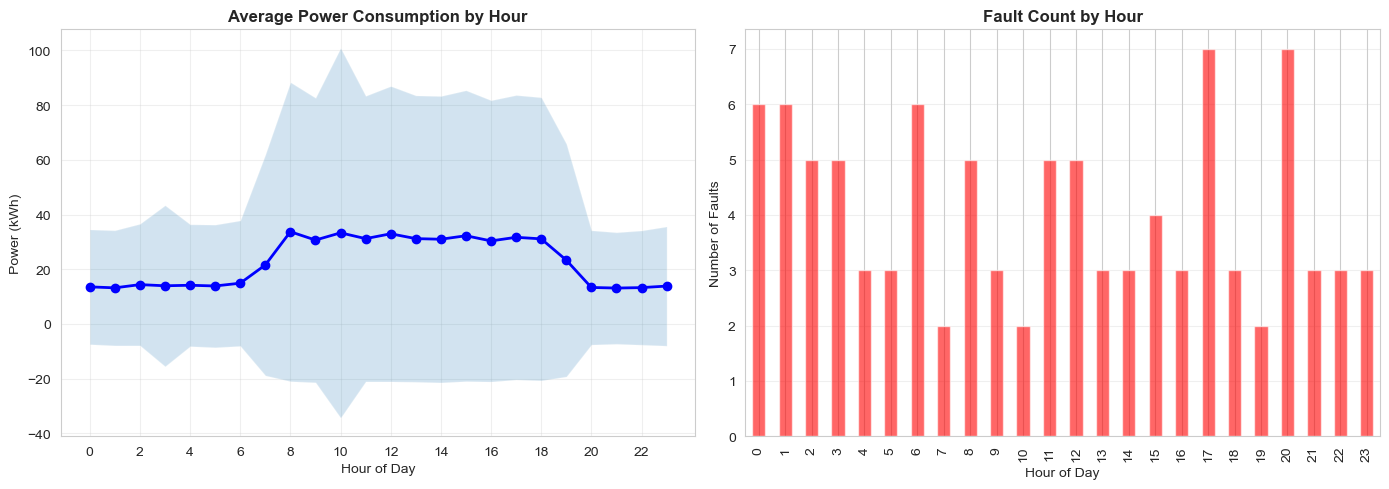 Average Power Consumption by Hour
Power (kWh)
100
80
60
40
20
0
−20
−40
0 2 4 6 8 10 12 14 16 18 20 22
Hour of Day
Fault Count by Hour
Number of Faults
7
6
5
4
3
2
1
0
0 1 2 3 4 5 6 7 8 9 10 11 12 13 14 15 16 17 18 19 20 21 22 23
Hour of Day